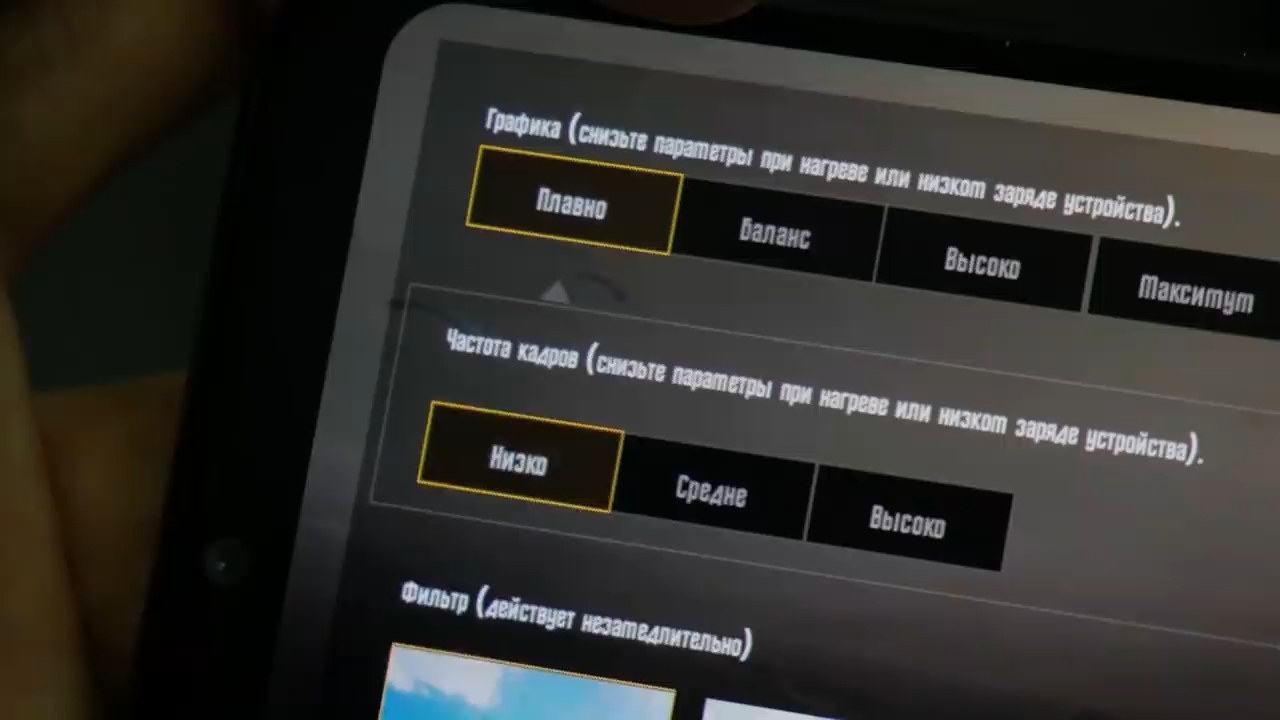 Графика (снизьте параметры при нагреве или низком заряде устройства).
Плавно Баланс Высоко Максимум
Частота кадров (снизьте параметры при нагреве или низком заряде устройства).
Низко Средне Высоко
Фильтр (действует незамедлительно)